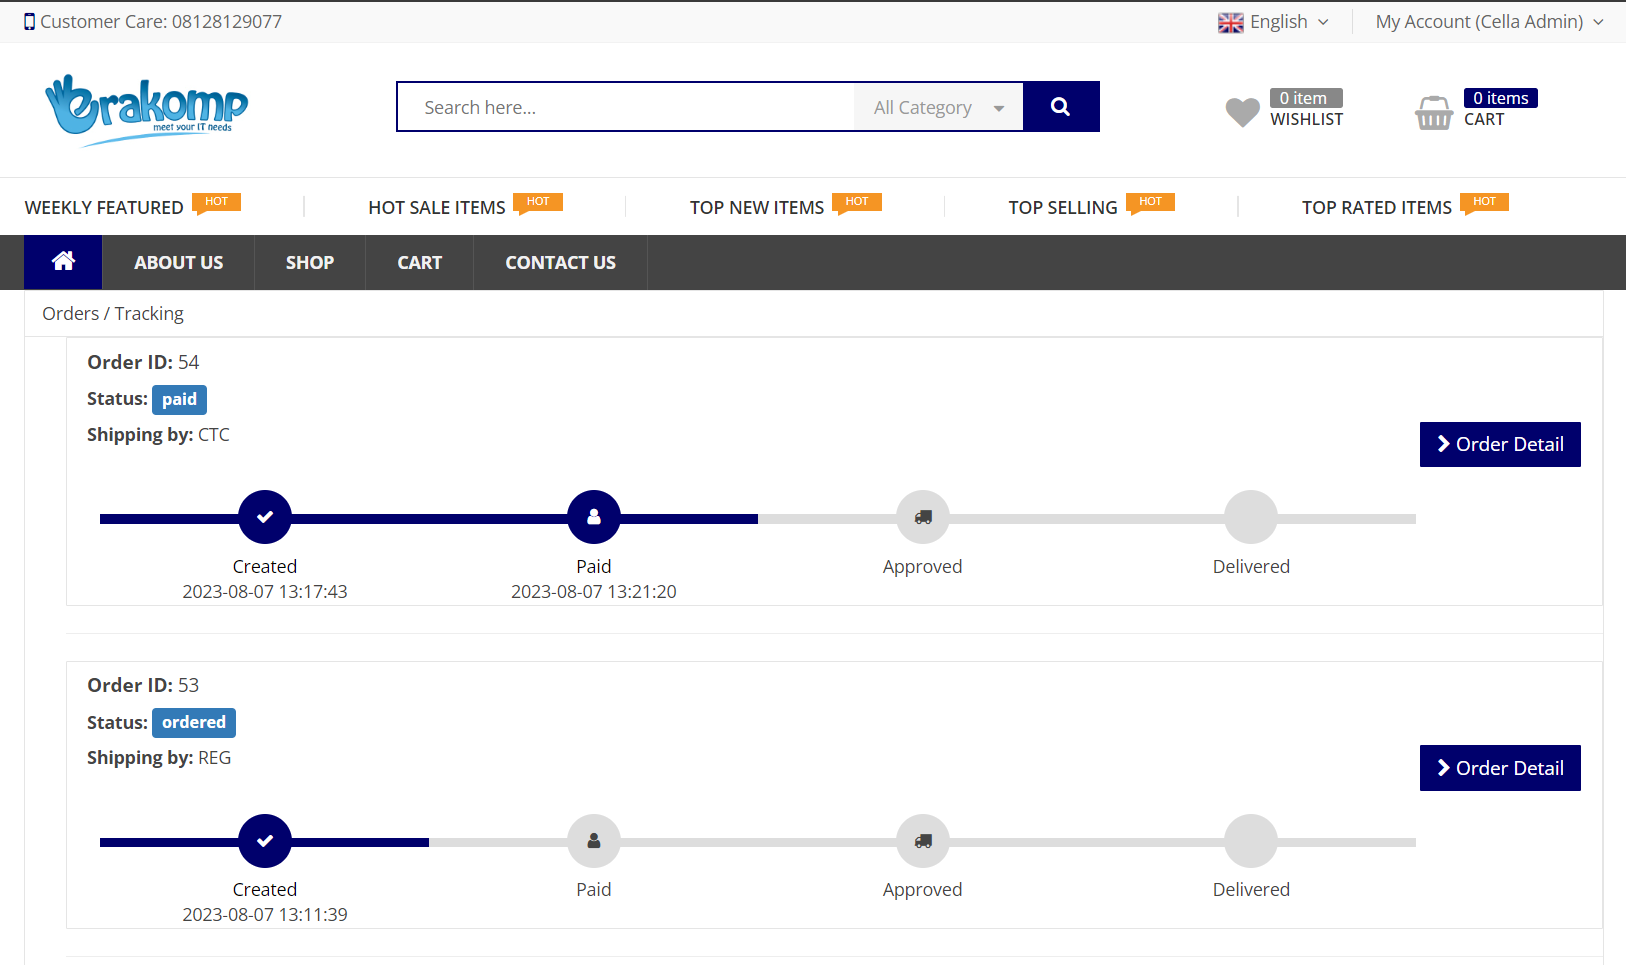 Customer Care: 08128129077
English
My Account (Cella Admin)
erakomp
meet your IT needs
Search here...
All Category
0 item
WISHLIST
0 items
CART
WEEKLY FEATURED HOT
HOT SALE ITEMS HOT
TOP NEW ITEMS HOT
TOP SELLING HOT
TOP RATED ITEMS HOT
ABOUT US
SHOP
CART
CONTACT US
Orders / Tracking
Order ID: 54
Status: paid
Shipping by: CTC
Order Detail
Created
2023-08-07 13:17:43
Paid
2023-08-07 13:21:20
Approved
Delivered
Order ID: 53
Status: ordered
Shipping by: REG
Order Detail
Created
2023-08-07 13:11:39
Paid
Approved
Delivered